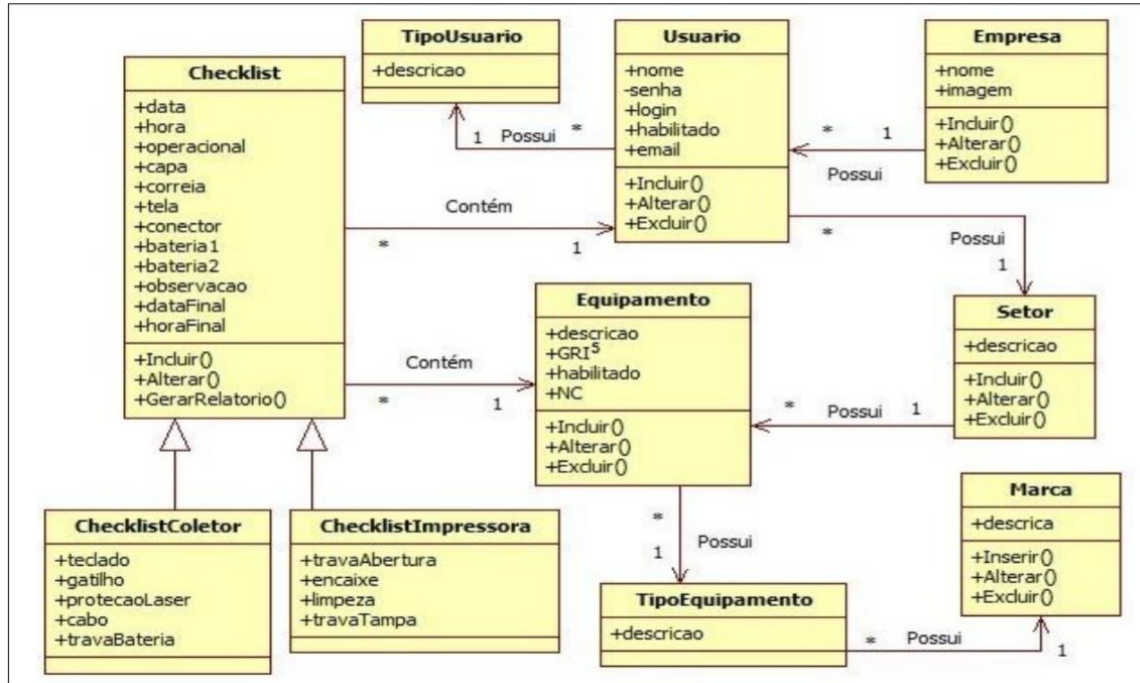 Checklist
+data
+hora
+operacional
+capa
+correia
+tela
+conector
+bateria1
+bateria2
+observacao
+dataFinal
+horaFinal
+Incluir()
+Alterar()
+GerarRelatorio()
TipoUsuario
+descricao
1 Possui *
Usuario
+nome
-senha
+login
+habilitado
+email
+Incluir()
+Alterar()
+Excluir()
Empresa
+nome
+imagem
+Incluir()
+Alterar()
+Excluir()
* 1
Possui
Contém
* 1
*
Possui
1
Equipamento
+descricao
+GRI⁵
+habilitado
+NC
+Incluir()
+Alterar()
+Excluir()
Setor
+descricao
+Incluir()
+Alterar()
+Excluir()
Contém
* 1
* Possui 1
ChecklistColetor
+teclado
+gatilho
+protecaoLaser
+cabo
+travaBateria
ChecklistImpressora
+travaAbertura
+encaixe
+limpeza
+travaTampa
*
Possui
1
TipoEquipamento
+descricao
Marca
+descrica
+Inserir()
+Alterar()
+Excluir()
* Possui 1